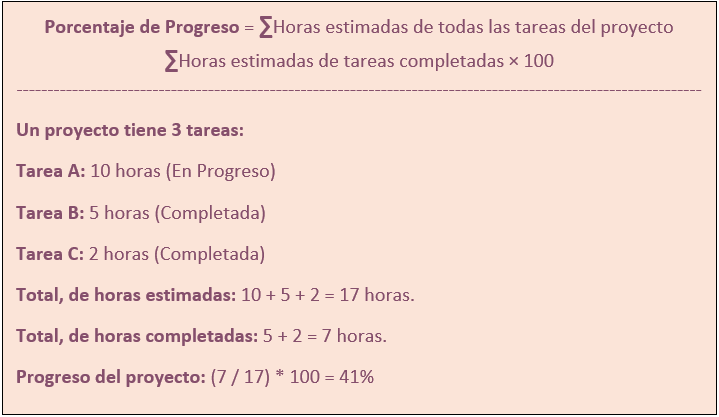 Porcentaje de Progreso = ∑Horas estimadas de todas las tareas del proyecto
∑Horas estimadas de tareas completadas × 100
Un proyecto tiene 3 tareas:
Tarea A: 10 horas (En Progreso)
Tarea B: 5 horas (Completada)
Tarea C: 2 horas (Completada)
Total, de horas estimadas: 10 + 5 + 2 = 17 horas.
Total, de horas completadas: 5 + 2 = 7 horas.
Progreso del proyecto: (7 / 17) * 100 = 41%